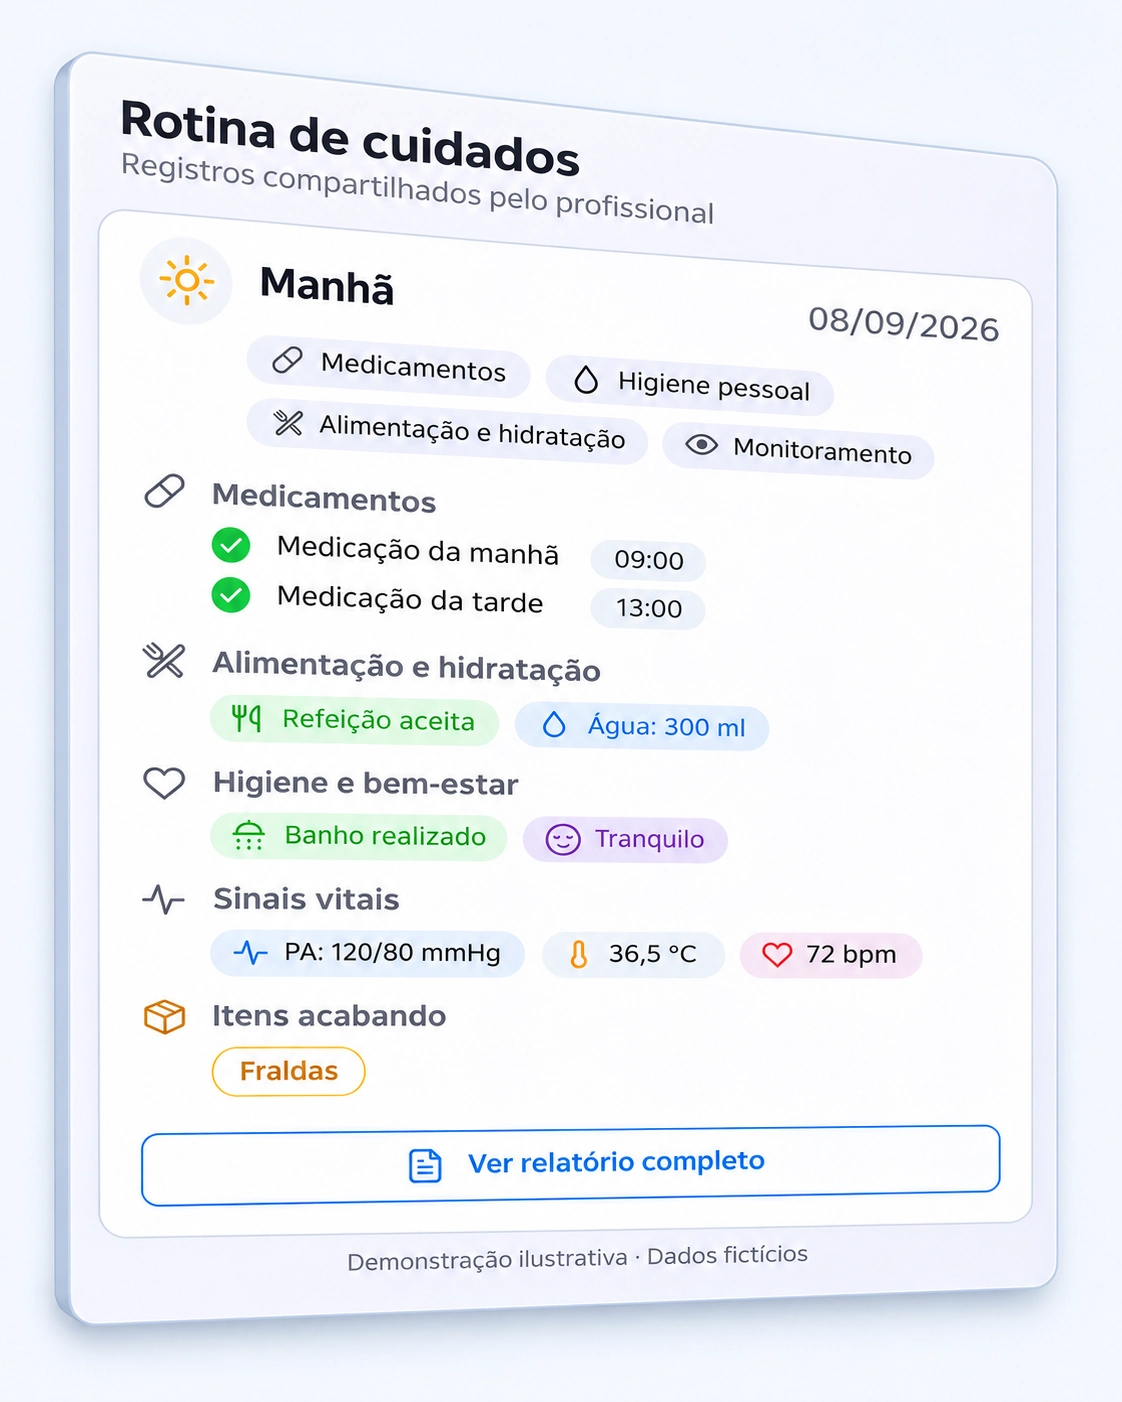 Rotina de cuidados
Registros compartilhados pelo profissional
Manhã
08/09/2026
Medicamentos
Higiene pessoal
Alimentação e hidratação
Monitoramento
Medicamentos
Medicação da manhã 09:00
Medicação da tarde 13:00
Alimentação e hidratação
Refeição aceita
Água: 300 ml
Higiene e bem-estar
Banho realizado
Tranquilo
Sinais vitais
PA: 120/80 mmHg
36,5 °C
72 bpm
Itens acabando
Fraldas
Ver relatório completo
Demonstração ilustrativa · Dados fictícios